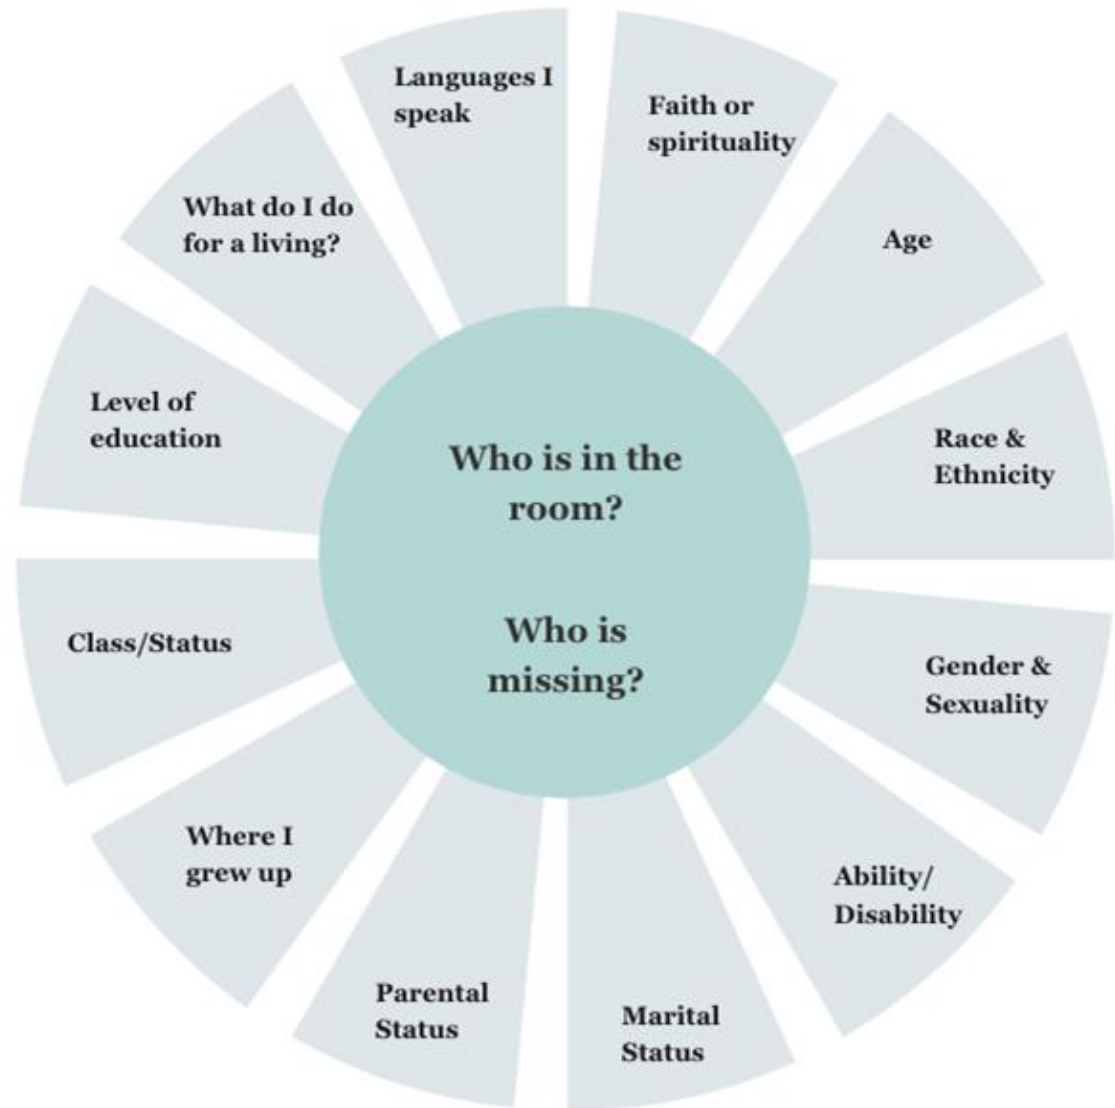 Languages I
speak
Faith or
spirituality
Age
Race &
Ethnicity
Gender &
Sexuality
Ability/
Disability
Marital
Status
Parental
Status
Where I
grew up
Class/Status
Level of
education
What do I do
for a living?
Who is in the
room?
Who is
missing?